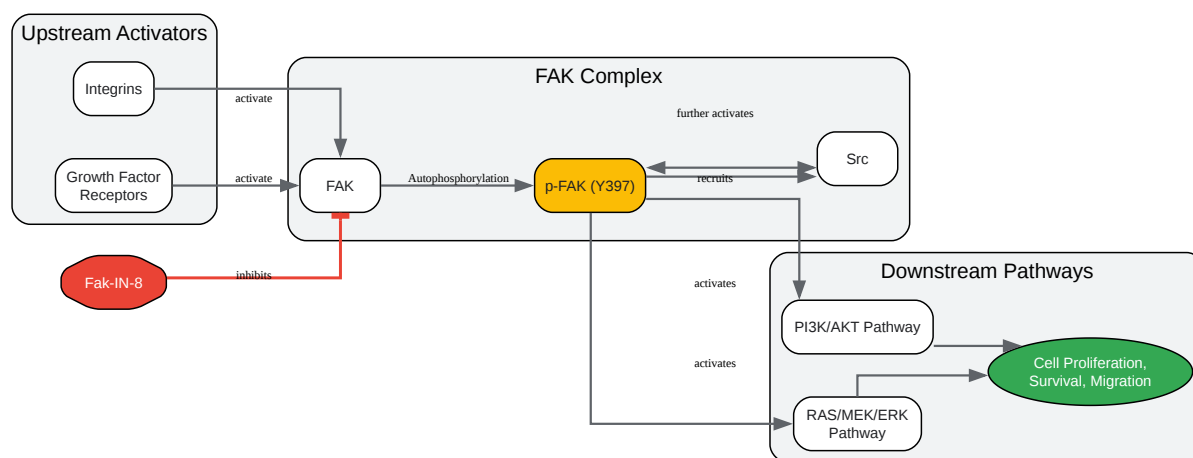 Upstream Activators
Integrins
Growth Factor
Receptors
activate
activate
Fak-IN-8
inhibits
FAK Complex
FAK
Autophosphorylation
p-FAK (Y397)
further activates
recruits
Src
activates
activates
Downstream Pathways
PI3K/AKT Pathway
RAS/MEK/ERK
Pathway
Cell Proliferation,
Survival, Migration